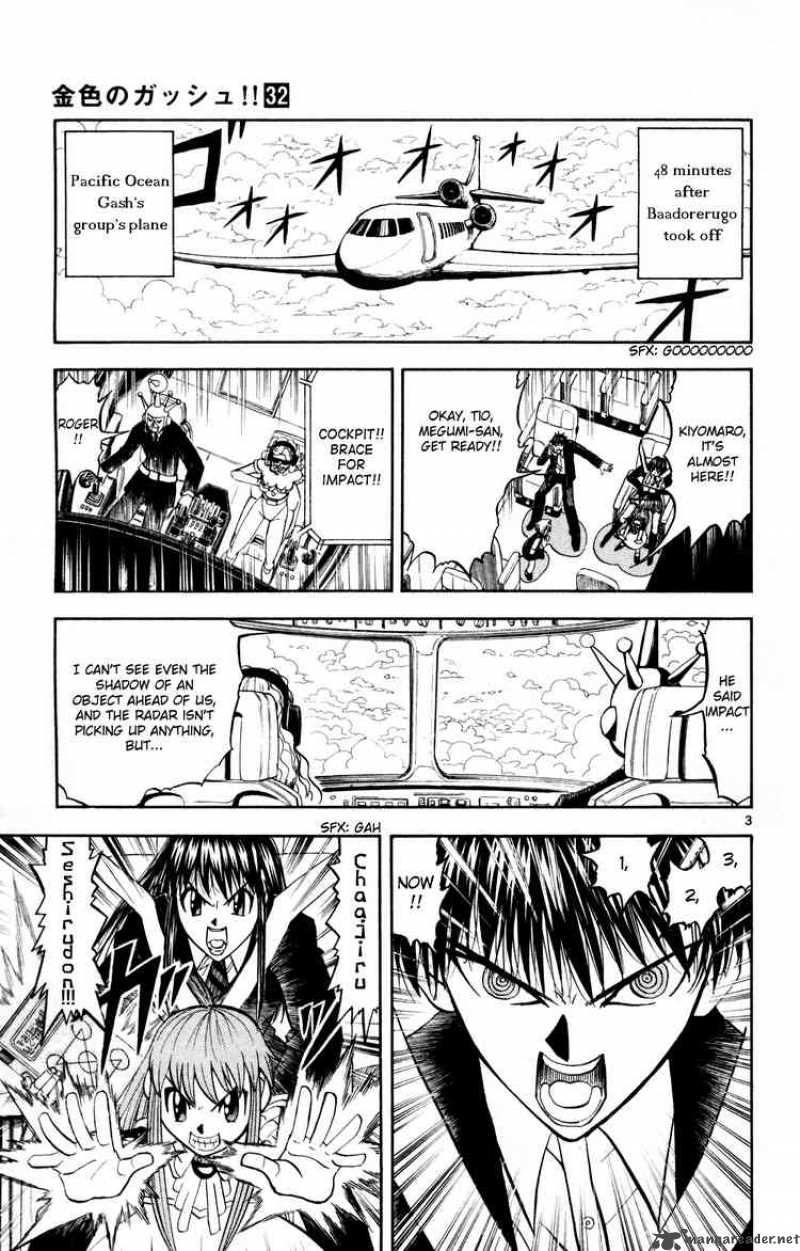 金色のガッシュ!! 32
48 minutes
after
Baadorerugo
took off
Pacific Ocean
Gash's
group's plane
SFX: GOOOOOOOOO
KIYOMARO,
IT'S
ALMOST
HERE!!
OKAY, TIO,
MEGUMI-SAN,
GET READY!!
COCKPIT!!
BRACE
FOR
IMPACT!!
ROGER
!!
HE
SAID
IMPACT
...
I CAN'T SEE EVEN THE
SHADOW OF AN
OBJECT AHEAD OF US,
AND THE RADAR ISN'T
PICKING UP ANYTHING,
BUT...
3
3,
2,
1,
NOW
!!
SFX: GAH
Chaajiru
Seshirudon!!!
mangareader.net